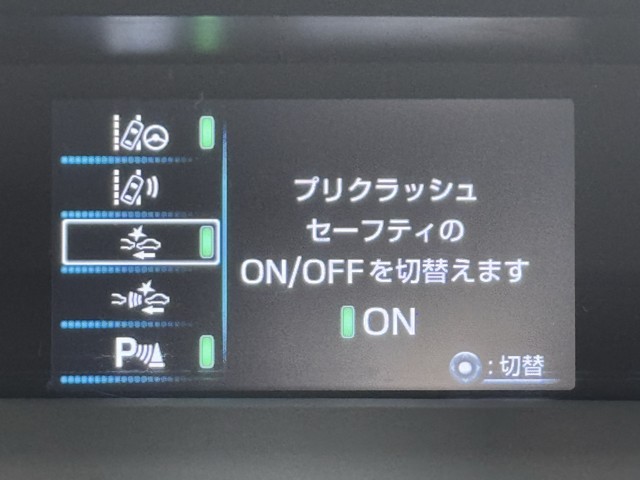 プリクラッシュ
セーフティの
ON/OFFを切替えます
ON
P
:切替